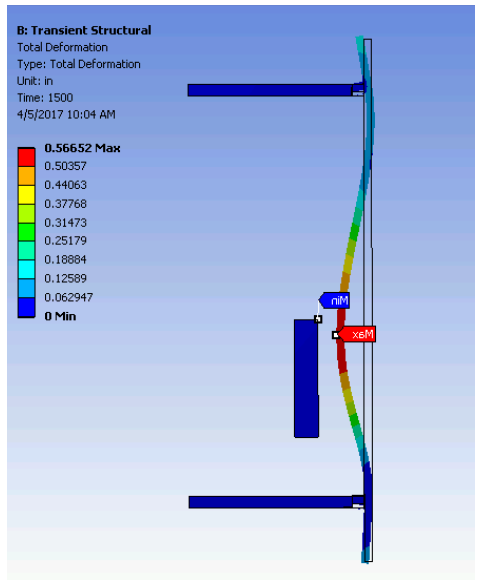 B: Transient Structural
Total Deformation
Type: Total Deformation
Unit: in
Time: 1500
4/5/2017 10:04 AM
0.56652 Max
0.50357
0.44063
0.37768
0.31473
0.25179
0.18884
0.12589
0.062947
0 Min
Min
Max